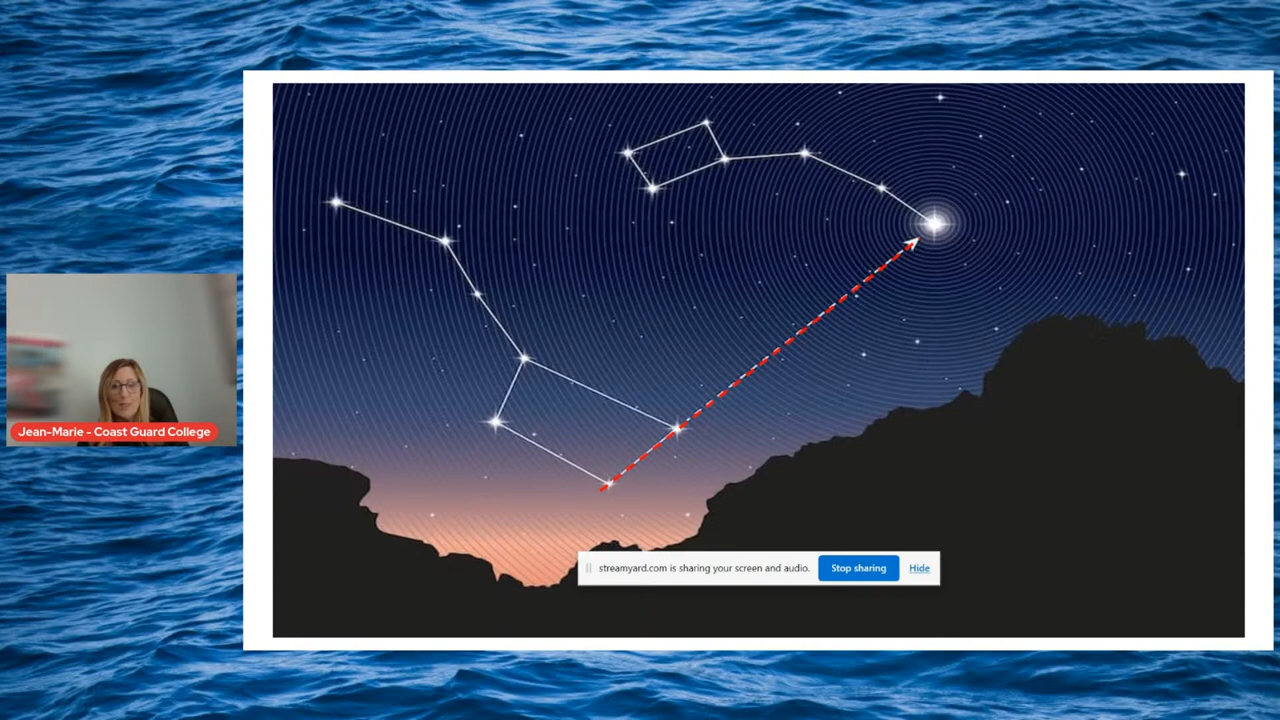 Jean-Marie - Coast Guard College
streamyard.com is sharing your screen and audio.
Stop sharing
Hide